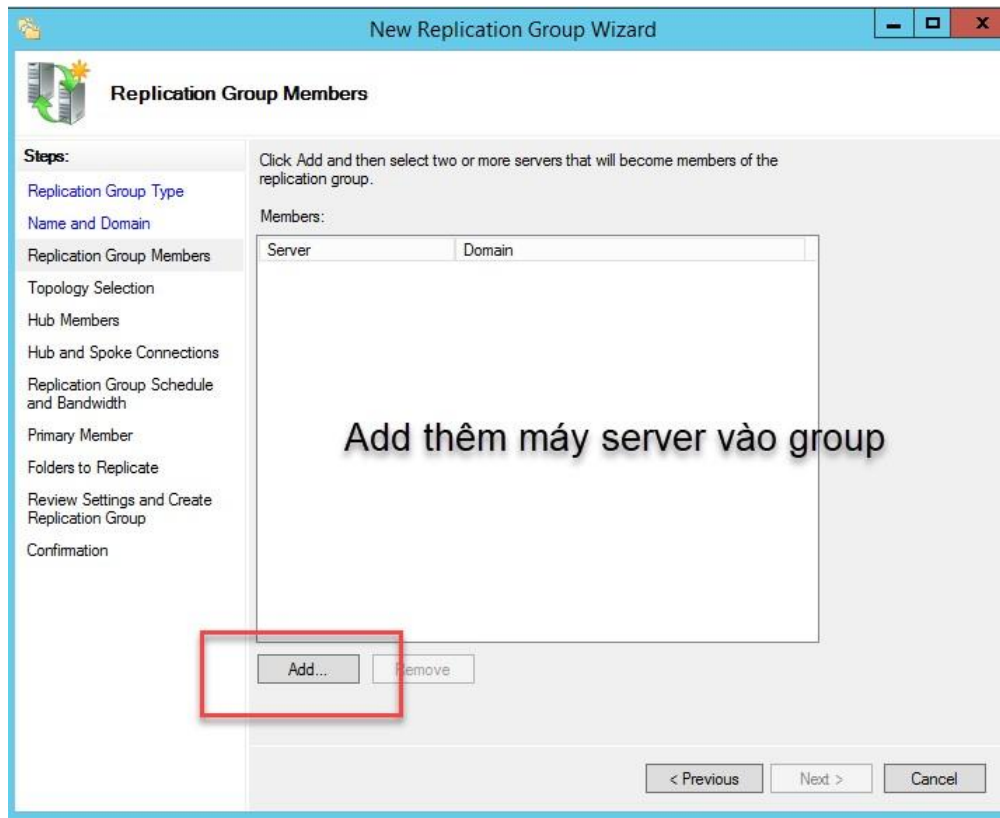 New Replication Group Wizard
Replication Group Members
Steps:
Replication Group Type
Name and Domain
Replication Group Members
Topology Selection
Hub Members
Hub and Spoke Connections
Replication Group Schedule
and Bandwidth
Primary Member
Folders to Replicate
Review Settings and Create
Replication Group
Confirmation
Click Add and then select two or more servers that will become members of the
replication group.
Members:
Server Domain
Add thêm máy server vào group
Add... Remove
< Previous Next > Cancel